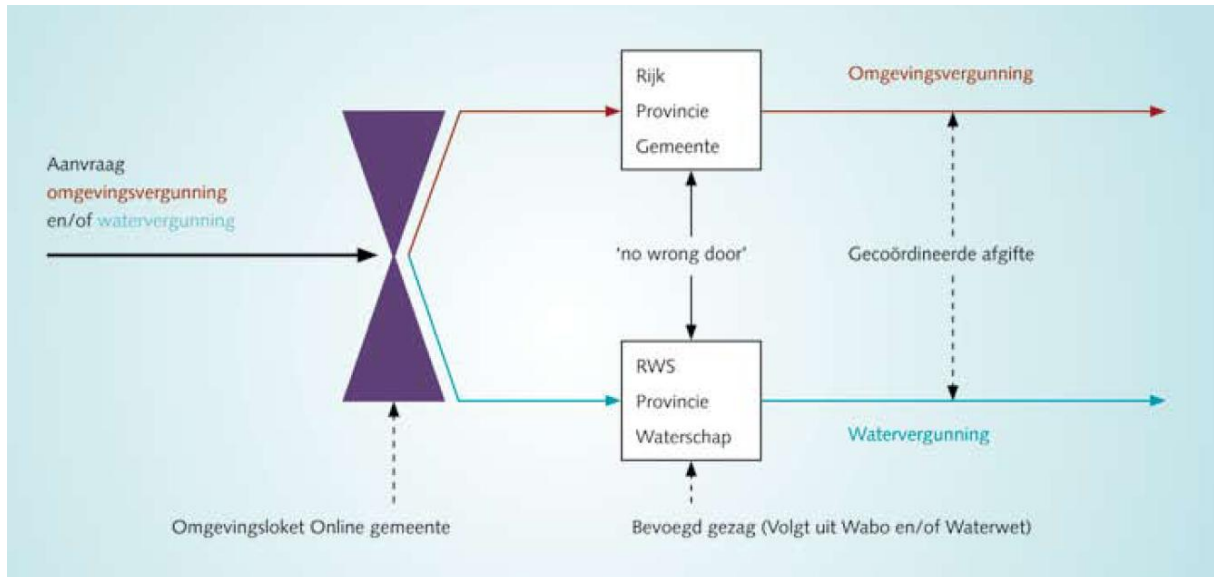 Aanvraag
omgevingsvergunning
en/of watervergunning
Rijk
Provincie
Gemeente
Omgevingsvergunning
'no wrong door'
Gecoördineerde afgifte
RWS
Provincie
Waterschap
Watervergunning
Omgevingsloket Online gemeente
Bevoegd gezag (Volgt uit Wabo en/of Waterwet)